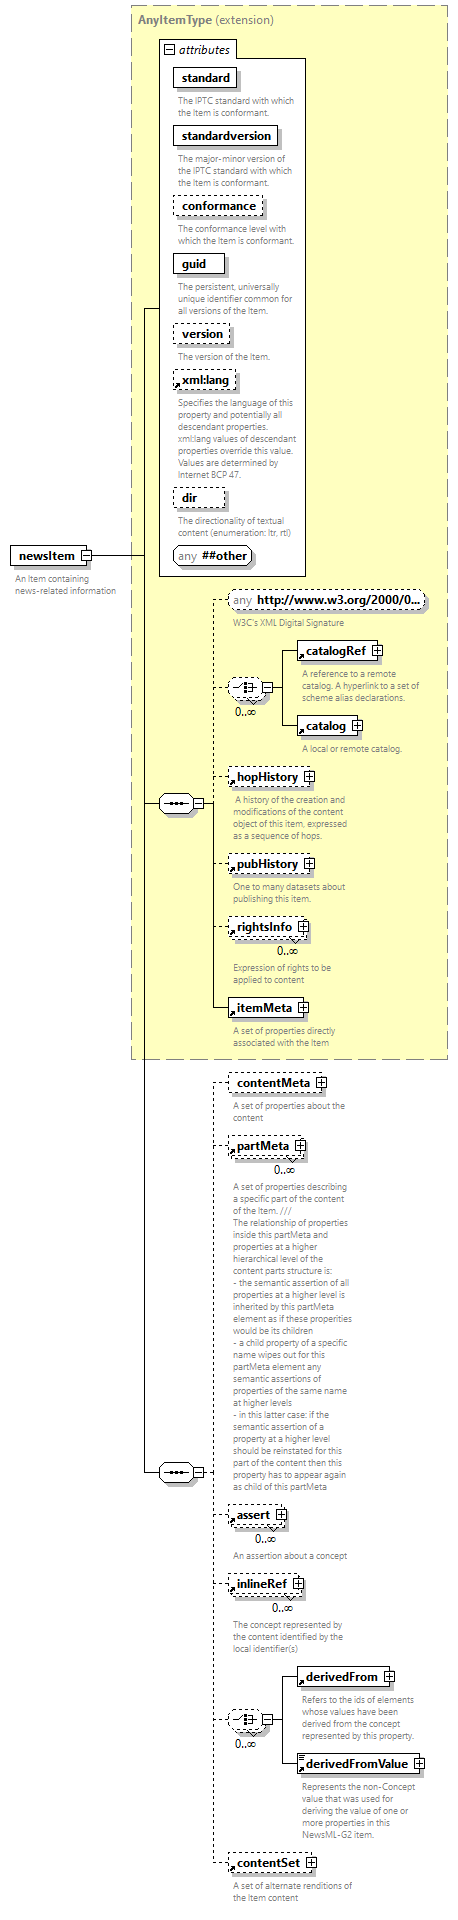 AnyItemType (extension)
attributes
standard
The IPTC standard with which
the Item is conformant.
standardversion
The major-minor version of
the IPTC standard with which
the Item is conformant.
conformance
The conformance level with
which the Item is conformant.
guid
The persistent, universally
unique identifier common for
all versions of the Item.
version
The version of the Item.
xml:lang
Specifies the language of this
property and potentially all
descendant properties.
xml:lang values of descendant
properties override this value.
Values are determined by
Internet BCP 47.
dir
The directionality of textual
content (enumeration: ltr, rtl)
any ##other
newsItem
An Item containing
news-related information
any http://www.w3.org/2000/0...
W3C's XML Digital Signature
catalogRef
A reference to a remote
catalog. A hyperlink to a set of
scheme alias declarations.
0..∞
catalog
A local or remote catalog.
hopHistory
A history of the creation and
modifications of the content
object of this item, expressed
as a sequence of hops.
pubHistory
One to many datasets about
publishing this item.
rightsInfo
0..∞
Expression of rights to be
applied to content
itemMeta
A set of properties directly
associated with the Item
contentMeta
A set of properties about the
content
partMeta
0..∞
A set of properties describing
a specific part of the content
of the Item. ///
The relationship of properties
inside this partMeta and
properties at a higher
hierarchical level of the
content parts structure is:
- the semantic assertion of all
properties at a higher level is
inherited by this partMeta
element as if these properities
would be its children
- a child property of a specific
name wipes out for this
partMeta element any
semantic assertions of
properties of the same name
at higher levels
- in this latter case: if the
semantic assertion of a
property at a higher level
should be reinstated for this
part of the content then this
property has to appear again
as child of this partMeta
assert
0..∞
An assertion about a concept
inlineRef
0..∞
The concept represented by
the content identified by the
local identifier(s)
derivedFrom
Refers to the ids of elements
whose values have been
derived from the concept
represented by this property.
0..∞
derivedFromValue
Represents the non-Concept
value that was used for
deriving the value of one or
more properties in this
NewsML-G2 item.
contentSet
A set of alternate renditions of
the Item content